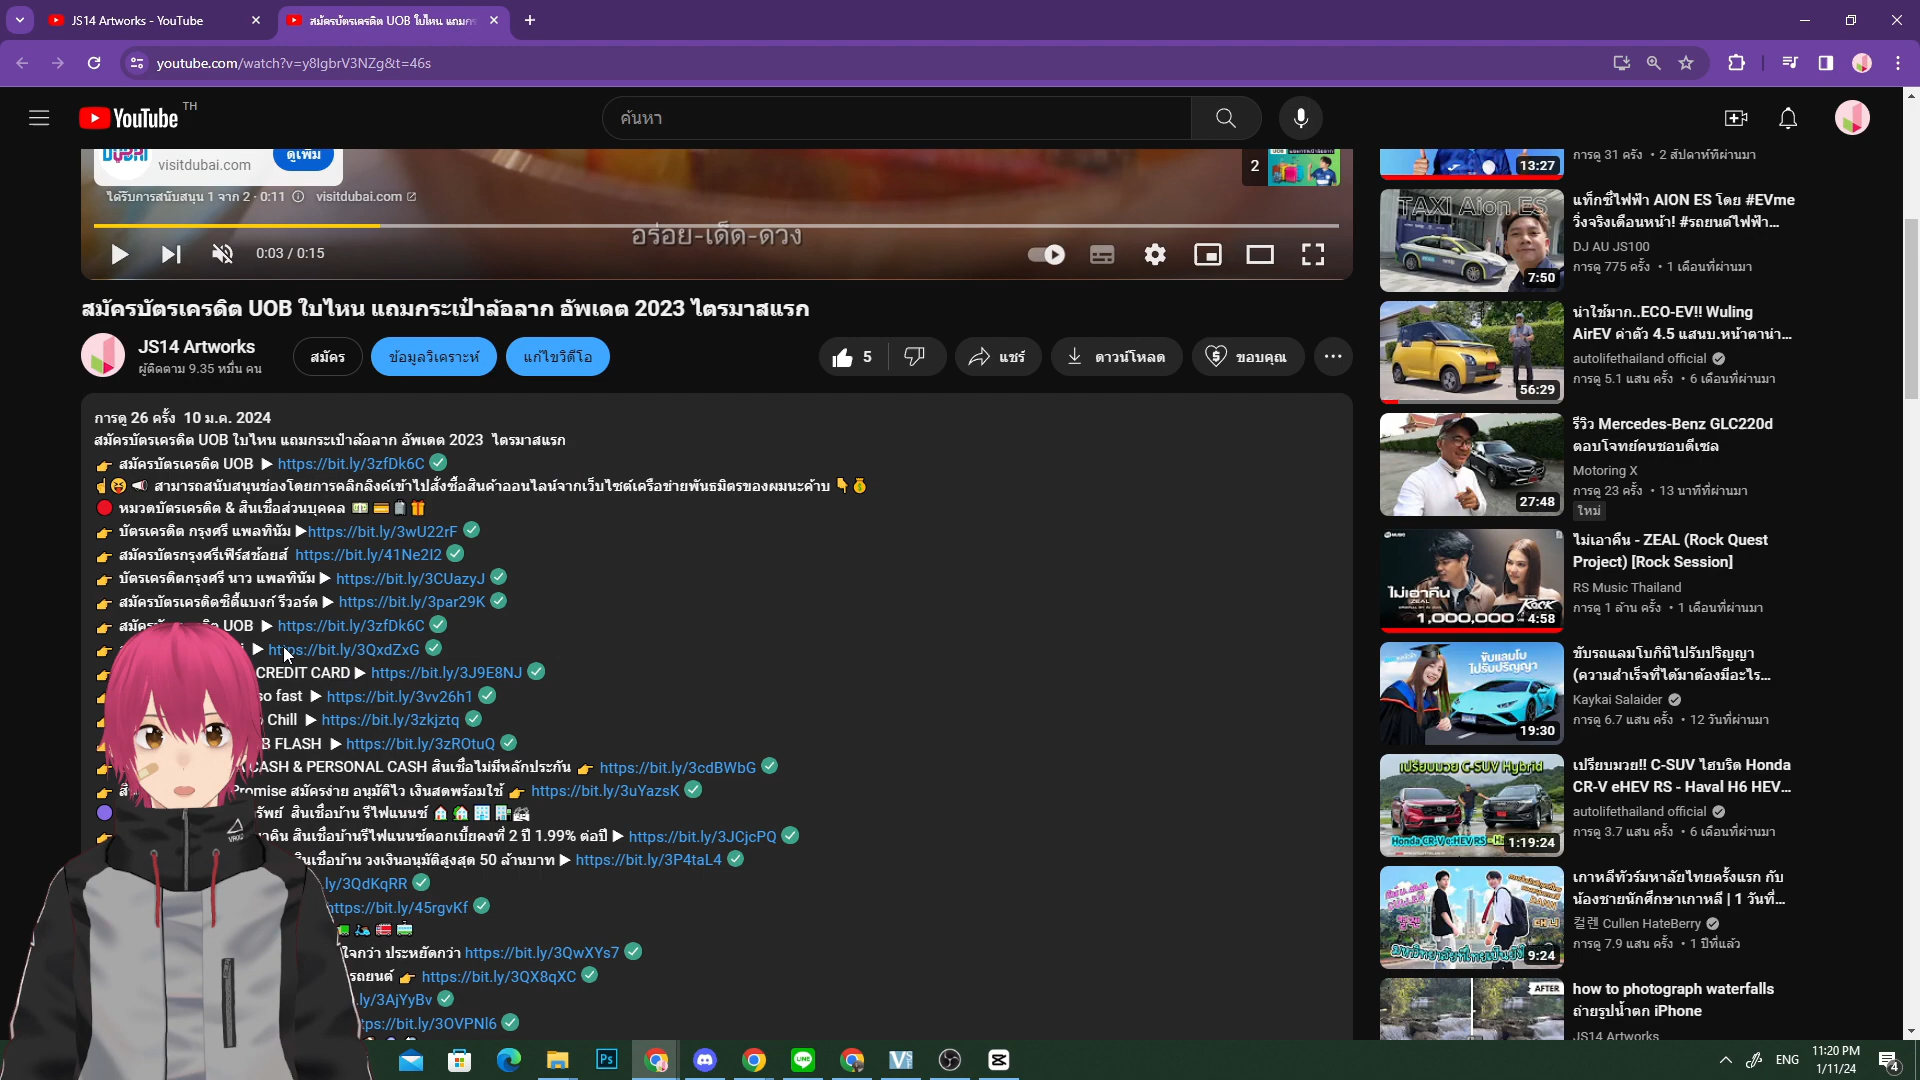 JS14 Artworks - YouTube
สมัครบัตรเครดิต UOB ใบไหน แถมกร
youtube.com/watch?v=y8lgbrV3NZg&t=46s
YouTube TH
ค้นหา
DUBAI
visitdubai.com
ดูเพิ่ม
2
ได้รับการสนับสนุน 1 จาก 2 · 0:11
visitdubai.com
อร่อย-เด็ด-ดวง
0:03 / 0:15
สมัครบัตรเครดิต UOB ใบไหน แถมกระเป๋าล้อลาก อัพเดต 2023 ไตรมาสแรก
JS14 Artworks
ผู้ติดตาม 9.35 หมื่น คน
สมัคร
ข้อมูลวิเคราะห์
แก้ไขวิดีโอ
5
แชร์
ดาวน์โหลด
ขอบคุณ
การดู 26 ครั้ง 10 ม.ค. 2024
สมัครบัตรเครดิต UOB ใบไหน แถมกระเป๋าล้อลาก อัพเดต 2023 ไตรมาสแรก
👉 สมัครบัตรเครดิต UOB ▶ https://bit.ly/3zfDk6C
☝😝 📢 สามารถสนับสนุนช่องโดยการคลิกลิงค์เข้าไปสั่งซื้อสินค้าออนไลน์จากเว็บไซต์เครือข่ายพันธมิตรของผมนะค้าบ 👇💰
🔴 หมวดบัตรเครดิต & สินเชื่อส่วนบุคคล
👉 บัตรเครดิต กรุงศรี แพลทินัม ▶https://bit.ly/3wU22rF
👉 สมัครบัตรกรุงศรีเฟิร์สช้อยส์ https://bit.ly/41Ne2I2
👉 บัตรเครดิตกรุงศรี นาว แพลทินัม ▶ https://bit.ly/3CUazyJ
👉 สมัครบัตรเครดิตซิตี้แบงก์ รีวอร์ด ▶ https://bit.ly/3par29K
👉 UOB ▶ https://bit.ly/3zfDk6C
▶ https://bit.ly/3QxdZxG
CREDIT CARD ▶ https://bit.ly/3J9E8NJ
so fast ▶ https://bit.ly/3vv26h1
Chill ▶ https://bit.ly/3zkjztq
B FLASH ▶ https://bit.ly/3zROtuQ
CASH & PERSONAL CASH สินเชื่อไม่มีหลักประกัน 👉 https://bit.ly/3cdBWbG
Promise สมัครง่าย อนุมัติไว เงินสดพร้อมใช้ 👉 https://bit.ly/3uYazsK
รัพย์ สินเชื่อบ้าน รีไฟแนนซ์
าคิน สินเชื่อบ้านรีไฟแนนซ์ดอกเบี้ยคงที่ 2 ปี 1.99% ต่อปี ▶ https://bit.ly/3JCjcPQ
สินเชื่อบ้าน วงเงินอนุมัติสูงสุด 50 ล้านบาท ▶ https://bit.ly/3P4taL4
.ly/3QdKqRR
https://bit.ly/45rgvKf
ใจกว่า ประหยัดกว่า https://bit.ly/3QwXYs7
รถยนต์ 👉 https://bit.ly/3QX8qXC
.ly/3AjYyBv
tps://bit.ly/3OVPNl6
13:27
การดู 31 ครั้ง • 2 สัปดาห์ที่ผ่านมา
TAXI Aion ES
7:50
แท็กซี่ไฟฟ้า AION ES โดย #EVme
วิ่งจริงเดือนหน้า! #รถยนต์ไฟฟ้า...
DJ AU JS100
การดู 775 ครั้ง • 1 เดือนที่ผ่านมา
56:29
น่าใช้มาก..ECO-EV!! Wuling
AirEV ค่าตัว 4.5 แสนบ.หน้าตาน่า...
autolifethailand official
การดู 5.1 แสน ครั้ง • 6 เดือนที่ผ่านมา
27:48
รีวิว Mercedes-Benz GLC220d
ตอบโจทย์คนชอบดีเซล
Motoring X
การดู 23 ครั้ง • 13 นาทีที่ผ่านมา
ใหม่
ไม่เอาคืน
ZEAL
1,000,000
4:58
ไม่เอาคืน - ZEAL (Rock Quest
Project) [Rock Session]
RS Music Thailand
การดู 1 ล้าน ครั้ง • 1 เดือนที่ผ่านมา
ขับแลมโบ
ไปรับปริญญา
19:30
ขับรถแลมโบกินิไปรับปริญญา
(ความสำเร็จที่ได้มาต้องมีอะไร...
Kaykai Salaider
การดู 6.7 แสน ครั้ง • 12 วันที่ผ่านมา
เปรียบมวย C-SUV Hybrid
Honda CR-V e:HEV RS
1:19:24
เปรียบมวย!! C-SUV ไฮบริด Honda
CR-V eHEV RS - Haval H6 HEV...
autolifethailand official
การดู 3.7 แสน ครั้ง • 6 เดือนที่ผ่านมา
9:24
เกาหลีทัวร์มหาลัยไทยครั้งแรก กับ
น้องชายนักศึกษาเกาหลี | 1 วันที่...
컬렌 Cullen HateBerry
การดู 7.9 แสน ครั้ง • 1 ปีที่แล้ว
AFTER
how to photograph waterfalls
ถ่ายรูปน้ำตก iPhone
JS14 Artworks
ENG
11:20 PM
1/11/24
4